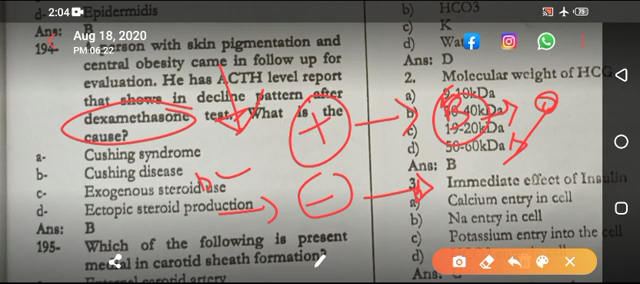 2:04
d- Epidermidis
Ans: B
Aug 18, 2020
PM 06:22
194- person with skin pigmentation and
central obesity came in follow up for
evaluation. He has ACTH level report
that shows in decline pattern after
dexamethasone test. What is the
cause?
a- Cushing syndrome
b- Cushing disease
c- Exogenous steroid use
d- Ectopic steroid production
Ans: B
195- Which of the following is present
medial in carotid sheath formation?
External carotid artery
b) HCO3
c) K
d) Wat
Ans: D
2. Molecular weight of HCG
a) 9-10kDa
b) 40kDa
c) 19-20kDa
d) 50-60kDa
Ans: B
3. Immediate effect of Insulin
a) Calcium entry in cell
b) Na entry in cell
c) Potassium entry into the cell
d)
Ans: C